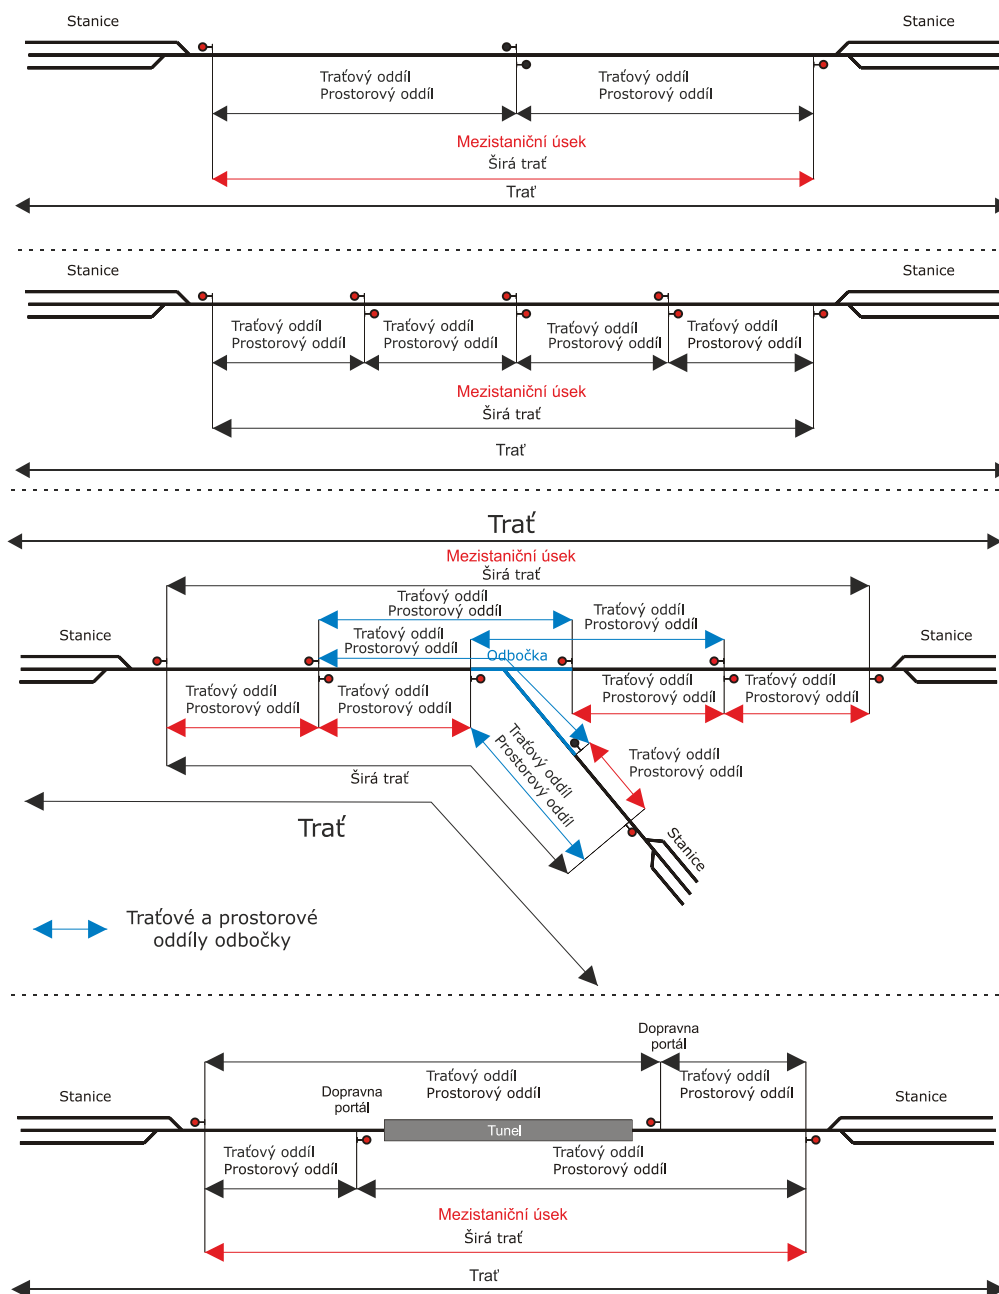 Stanice
Stanice
Traťový oddíl
Prostorový oddíl
Traťový oddíl
Prostorový oddíl
Mezistaniční úsek
Širá trať
Trať
Stanice
Stanice
Traťový oddíl
Prostorový oddíl
Traťový oddíl
Prostorový oddíl
Traťový oddíl
Prostorový oddíl
Traťový oddíl
Prostorový oddíl
Mezistaniční úsek
Širá trať
Trať
Trať
Mezistaniční úsek
Širá trať
Traťový oddíl
Prostorový oddíl
Traťový oddíl
Prostorový oddíl
Stanice
Traťový oddíl
Prostorový oddíl
Odbočka
Stanice
Traťový oddíl
Prostorový oddíl
Traťový oddíl
Prostorový oddíl
Traťový oddíl
Prostorový oddíl
Traťový oddíl
Prostorový oddíl
Traťový oddíl
Prostorový oddíl
Traťový oddíl
Prostorový oddíl
Širá trať
Trať
Stanice
Traťové a prostorové
oddíly odbočky
Dopravna
portál
Traťový oddíl
Prostorový oddíl
Traťový oddíl
Prostorový oddíl
Stanice
Dopravna
portál
Stanice
Tunel
Traťový oddíl
Prostorový oddíl
Traťový oddíl
Prostorový oddíl
Mezistaniční úsek
Širá trať
Trať